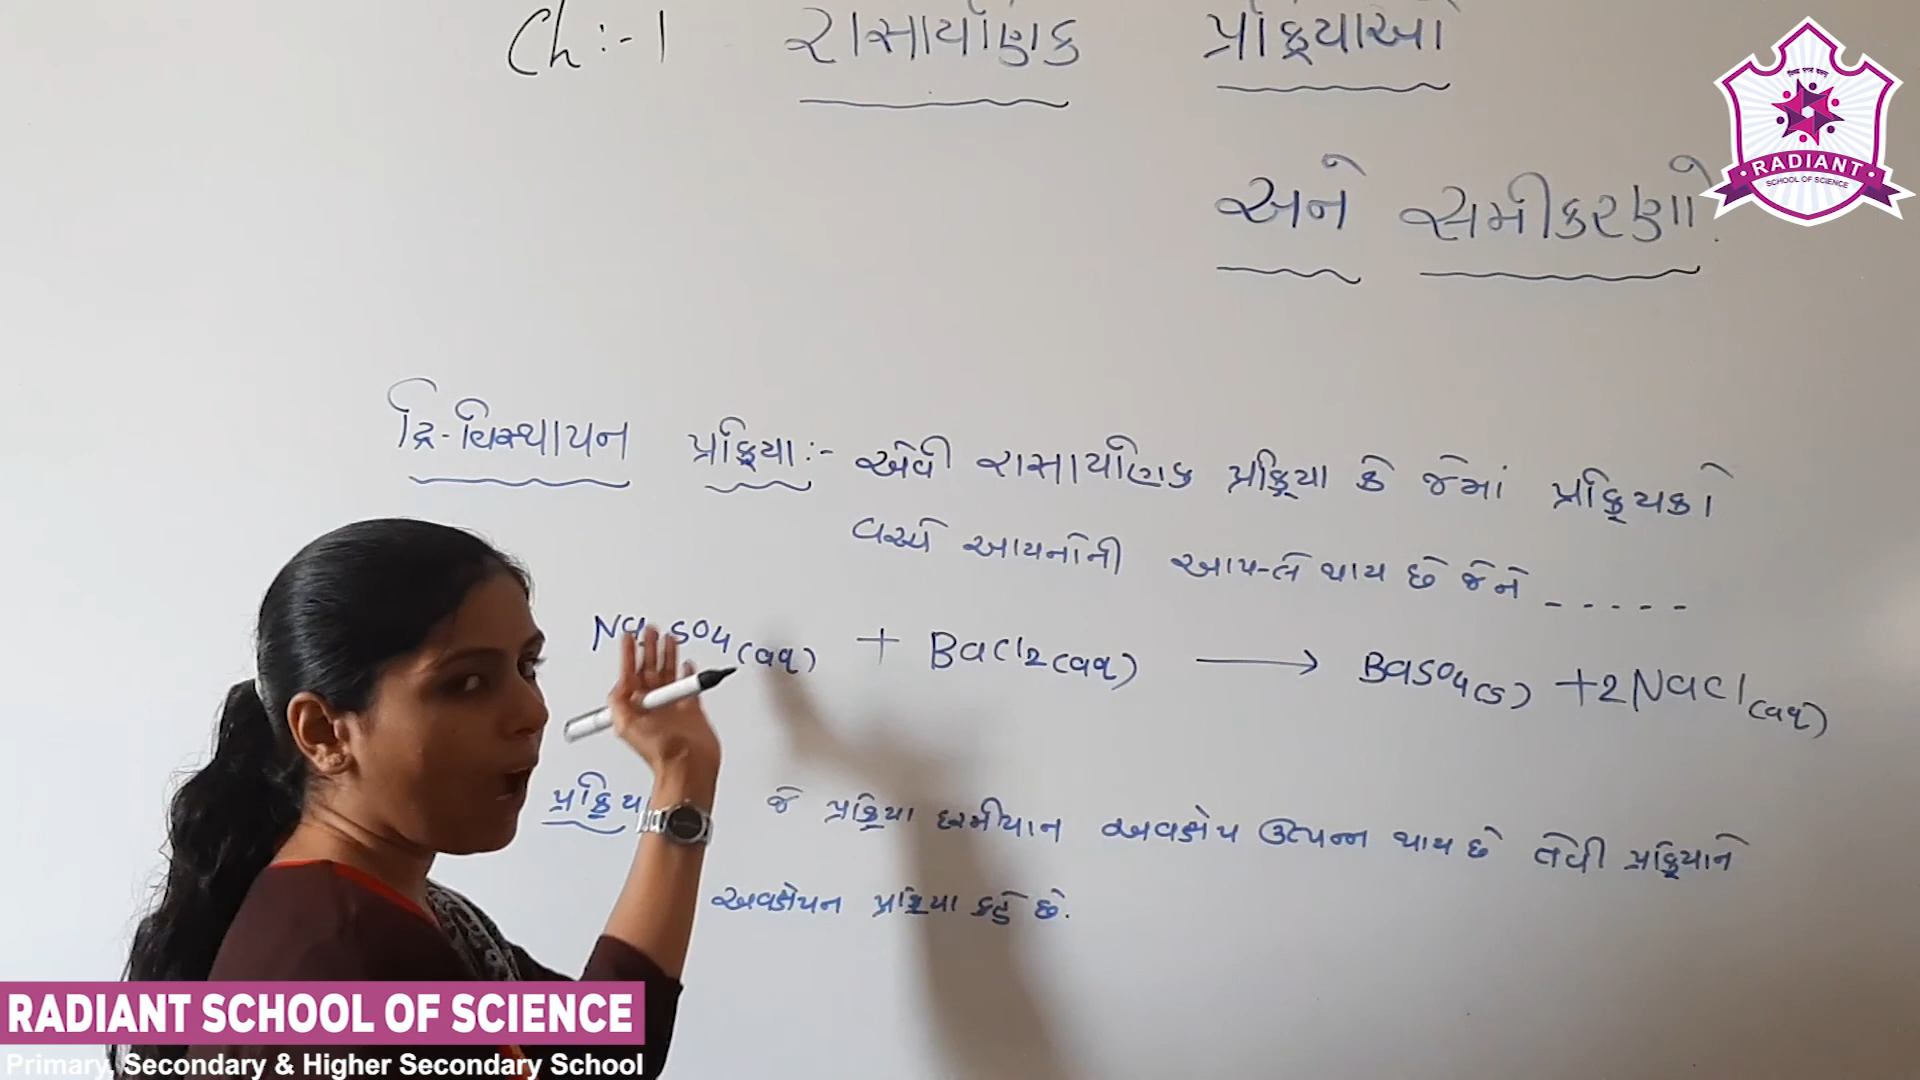 Ch:-1 રાસાયણિક પ્રક્રિયાઓ
અને સમીકરણો.
RADIANT
SCHOOL OF SCIENCE
દ્વિ-વિસ્થાપન પ્રક્રિયા:- એવી રાસાયણિક પ્રક્રિયા કે જેમાં પ્રક્રિયકો
વચ્ચે આયનોની આપ-લે થાય છે જેને -----
SO4(aq) + BaCl2(aq) → BaSO4(s) +2NaCl(aq)
જે પ્રક્રિયા દરમીયાન અવક્ષેપ ઉત્પન્ન થાય છે તેવી પ્રક્રિયાને
અવક્ષેપન પ્રક્રિયા કહે છે.
RADIANT SCHOOL OF SCIENCE
Primary, Secondary & Higher Secondary School